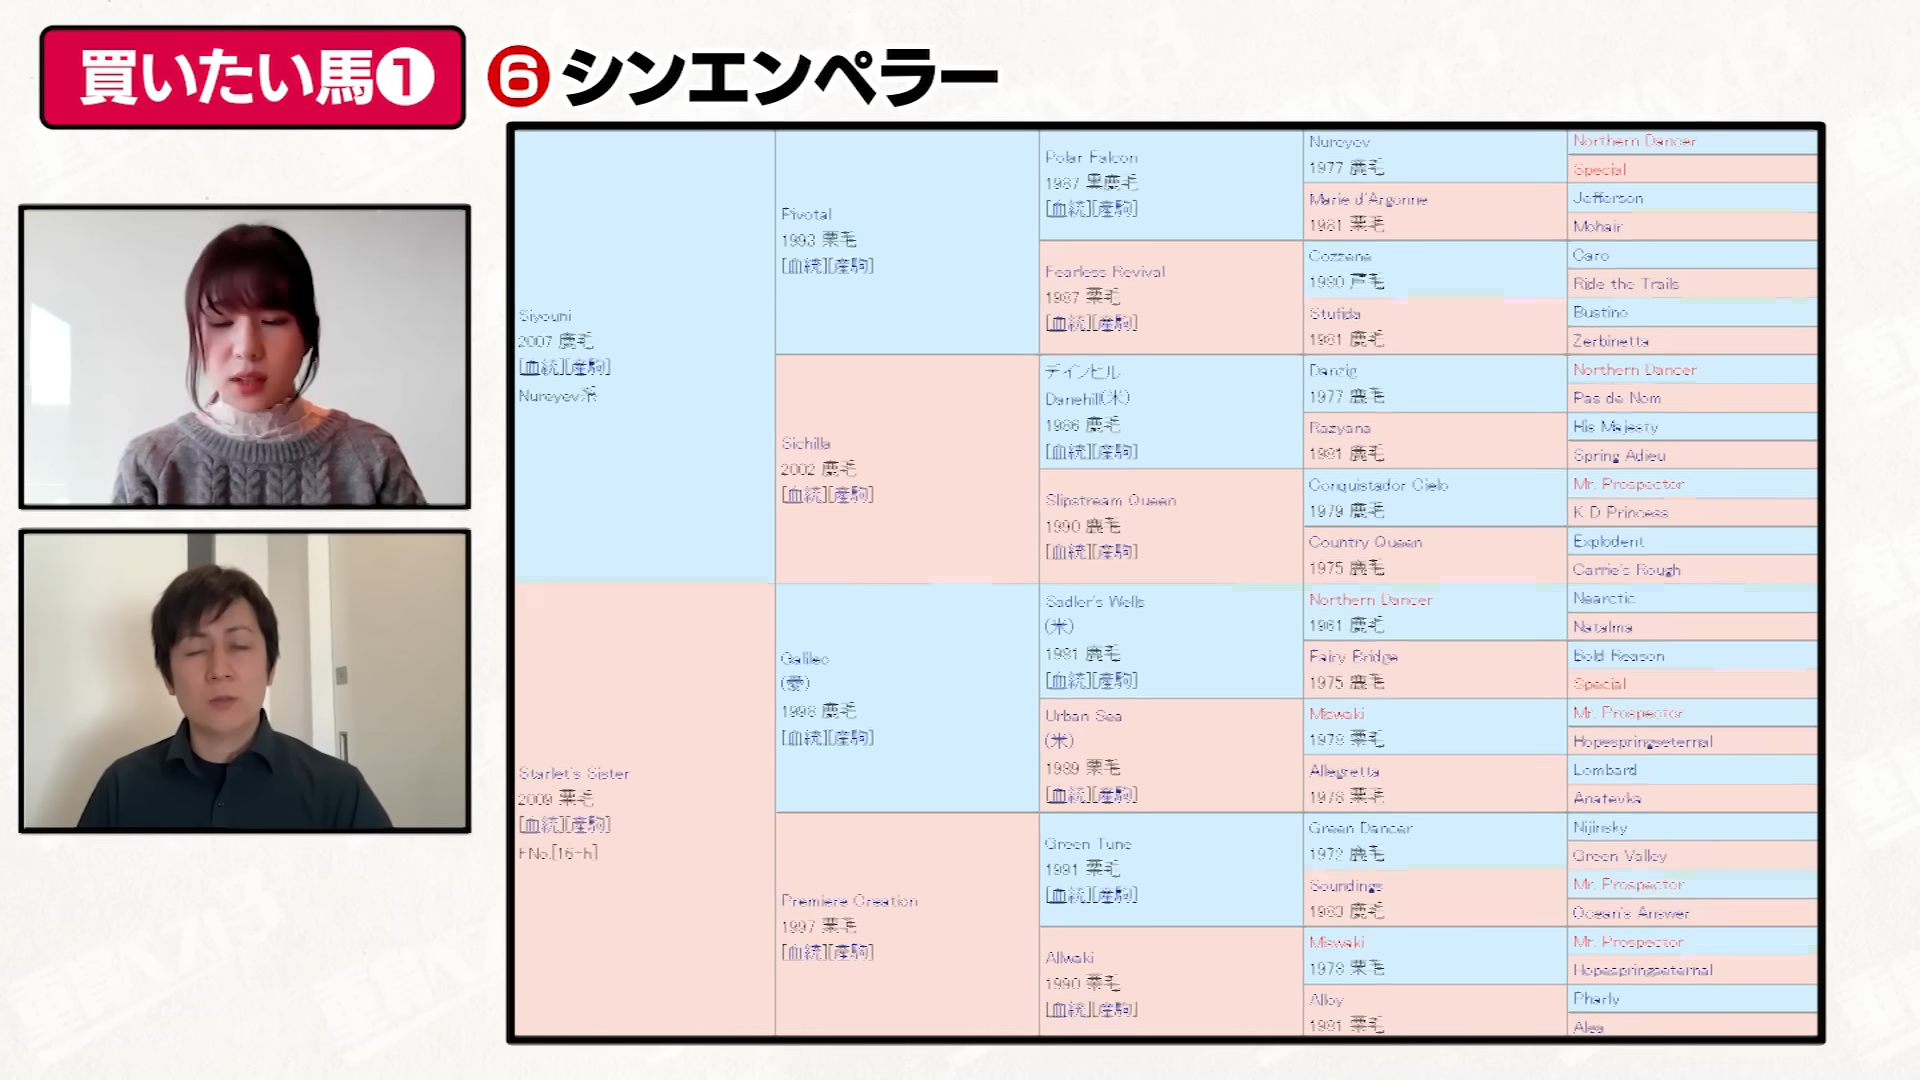 買いたい馬❶
⑥シンエンペラー
Siyouni
2007 鹿毛
[血統][産駒]
Nureyev系
Starlet's Sister
2009 栗毛
[血統][産駒]
FNo.[16-h]
Pivotal
1993 栗毛
[血統][産駒]
Sichilla
2002 鹿毛
[血統][産駒]
Galileo
(愛)
1998 鹿毛
[血統][産駒]
Premiere Creation
1997 栗毛
[血統][産駒]
Polar Falcon
1987 黒鹿毛
[血統][産駒]
Fearless Revival
1987 栗毛
[血統][産駒]
デインヒル
Danehill(米)
1986 鹿毛
[血統][産駒]
Slipstream Queen
1990 鹿毛
[血統][産駒]
Sadler's Wells
(米)
1981 鹿毛
[血統][産駒]
Urban Sea
(米)
1989 栗毛
[血統][産駒]
Green Tune
1991 栗毛
[血統][産駒]
Allwaki
1990 栗毛
[血統][産駒]
Nureyev
1977 鹿毛
Marie d'Argonne
1981 栗毛
Cozzene
1980 芦毛
Stufida
1981 鹿毛
Danzig
1977 鹿毛
Razyana
1981 鹿毛
Conquistador Cielo
1979 鹿毛
Country Queen
1975 鹿毛
Northern Dancer
1961 鹿毛
Fairy Bridge
1975 鹿毛
Miswaki
1978 栗毛
Allegretta
1978 栗毛
Green Dancer
1972 鹿毛
Soundings
1983 鹿毛
Miswaki
1978 栗毛
Alloy
1981 栗毛
Northern Dancer
Special
Jefferson
Mohair
Caro
Ride the Trails
Bustino
Zerbinetta
Northern Dancer
Pas de Nom
His Majesty
Spring Adieu
Mr. Prospector
K D Princess
Explodent
Carrie's Rough
Nearctic
Natalma
Bold Reason
Special
Mr. Prospector
Hopespringseternal
Lombard
Anatevka
Nijinsky
Green Valley
Mr. Prospector
Ocean's Answer
Mr. Prospector
Hopespringseternal
Pharly
Alea